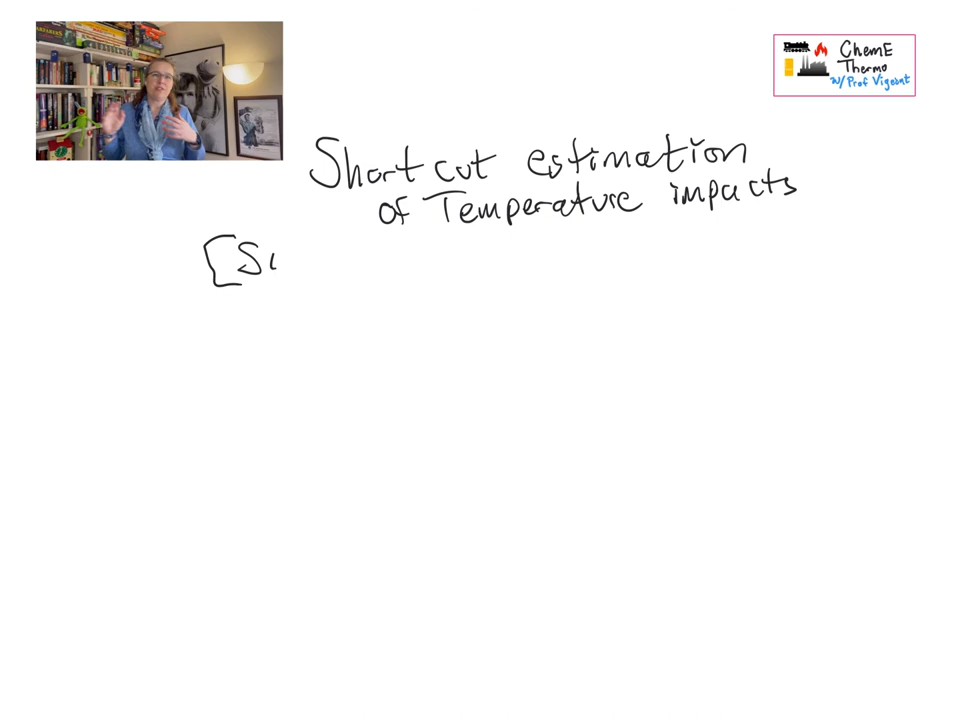 ChemE
Thermo
w/ Prof Vigeant
Shortcut estimation
of Temperature impacts